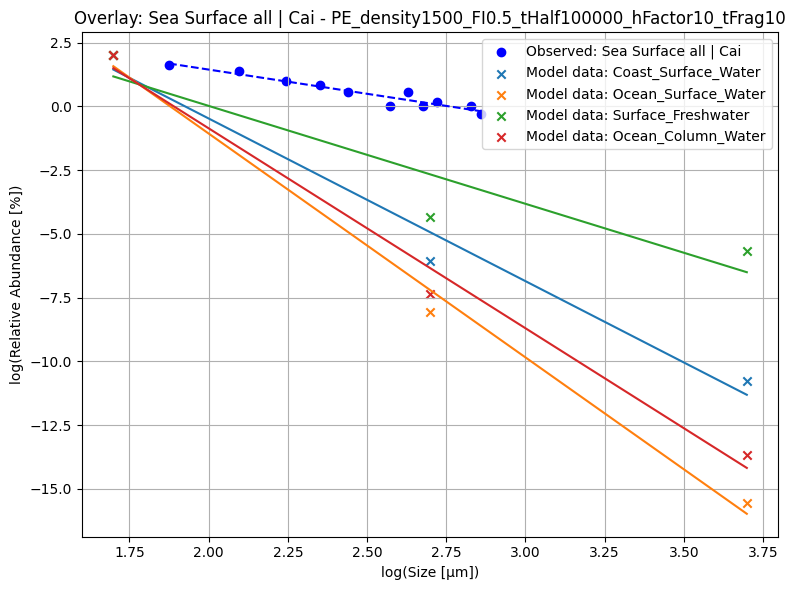 Overlay: Sea Surface all | Cai - PE_density1500_FI0.5_tHalf100000_hFactor10_tFrag10
Observed: Sea Surface all | Cai
Model data: Coast_Surface_Water
Model data: Ocean_Surface_Water
Model data: Surface_Freshwater
Model data: Ocean_Column_Water
log(Relative Abundance [%])
2.5
0.0
−2.5
−5.0
−7.5
−10.0
−12.5
−15.0
1.75 2.00 2.25 2.50 2.75 3.00 3.25 3.50 3.75
log(Size [μm])